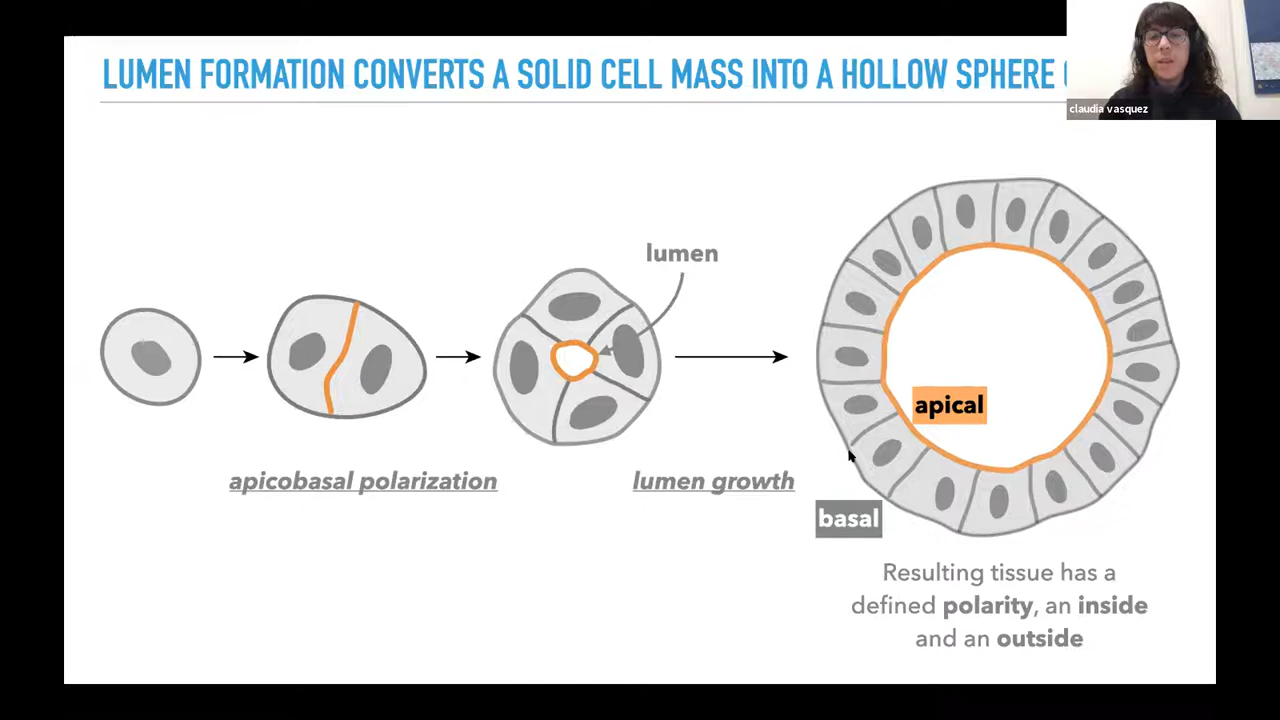 LUMEN FORMATION CONVERTS A SOLID CELL MASS INTO A HOLLOW SPHERE
claudia vasquez
lumen
apical
apicobasal polarization
lumen growth
basal
Resulting tissue has a
defined polarity, an inside
and an outside